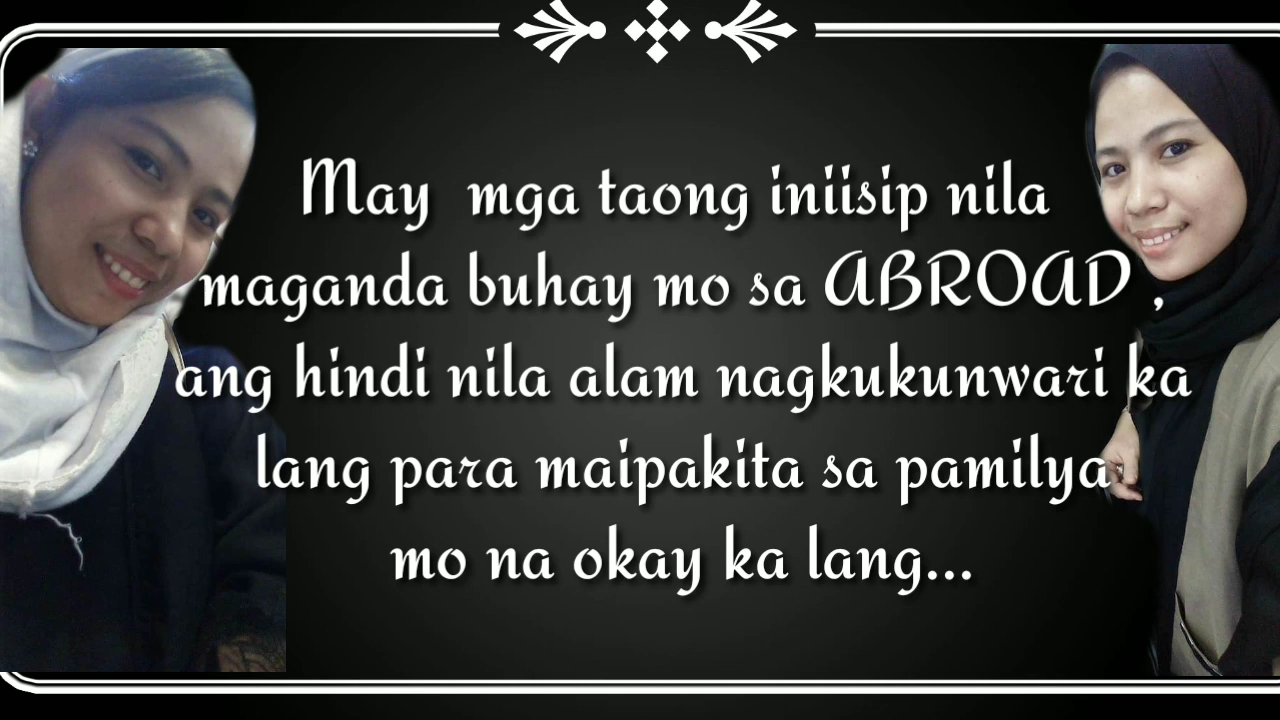 May mga taong iniisip nila
maganda buhay mo sa ABROAD ,
ang hindi nila alam nagkukunwari ka
lang para maipakita sa pamilya
mo na okay ka lang...